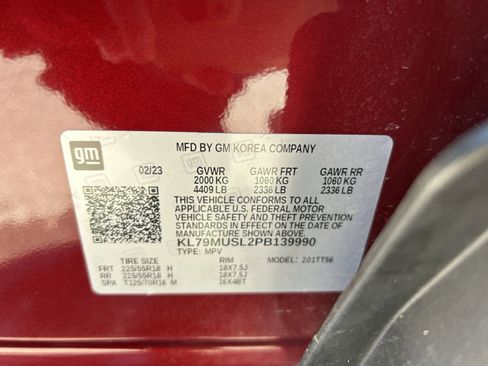 gm
MFD BY GM KOREA COMPANY
02/23 GVWR GAWR FRT GAWR RR
2000 KG 1060 KG 1060 KG
4409 LB 2336 LB 2336 LB
THIS VEHICLE CONFORMS TO ALL
APPLICABLE U.S. FEDERAL MOTOR
VEHICLE SAFETY AND THEFT PREVENTION
STANDARDS IN EFFECT ON THE DATE OF
MANUFACTURE SHOWN ABOVE.
KL79MUSL2PB139990
TYPE: MPV
TIRE SIZE RIM MODEL: 201TT56
FRT 225/55R18 H 18X7.5J
RR 225/55R18 H 18X7.5J
SPA T125/70R16 M 16X4BT